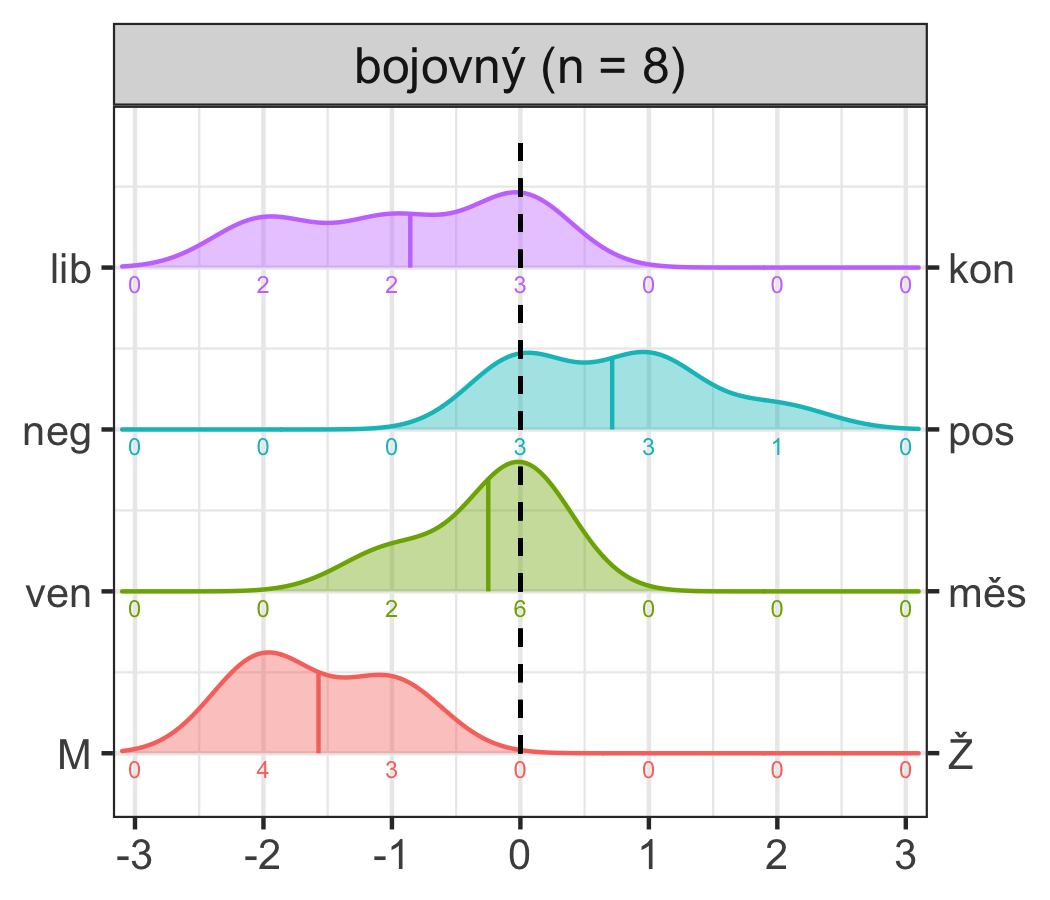 bojovný (n = 8)
lib kon
0 2 2 3 0 0 0
neg pos
0 0 0 3 3 1 0
ven měs
0 0 2 6 0 0 0
M Ž
0 4 3 0 0 0 0
-3 -2 -1 0 1 2 3